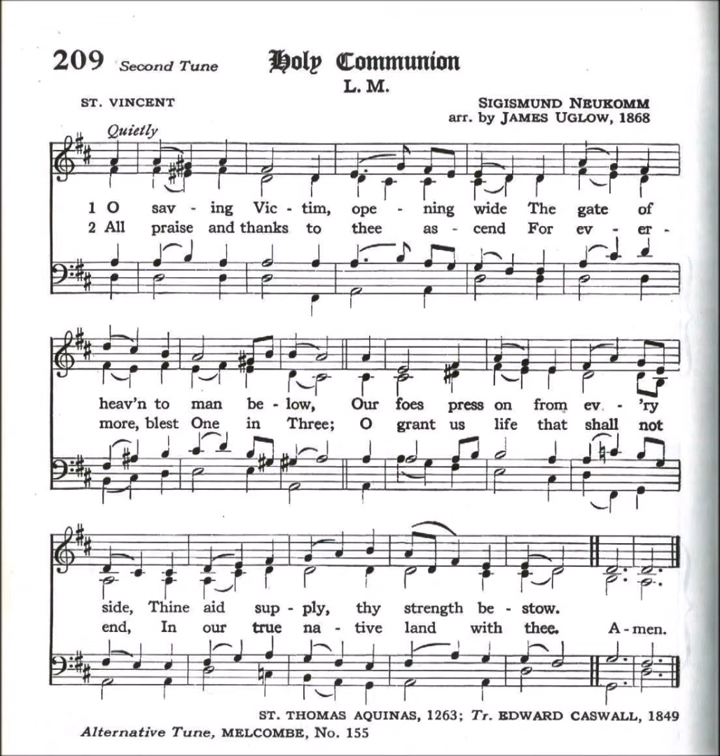 209 Second Tune Holy Communion
L. M.
ST. VINCENT SIGISMUND NEUKOMM
arr. by JAMES UGLOW, 1868
Quietly
1 O sav - ing Vic - tim, ope - ning wide The gate of
2 All praise and thanks to thee as - cend For ev - er -
heav'n to man be - low, Our foes press on from ev - 'ry
more, blest One in Three; O grant us life that shall not
side, Thine aid sup - ply, thy strength be - stow.
end, In our true na - tive land with thee. A - men.
ST. THOMAS AQUINAS, 1263; Tr. EDWARD CASWALL, 1849
Alternative Tune, MELCOMBE, No. 155